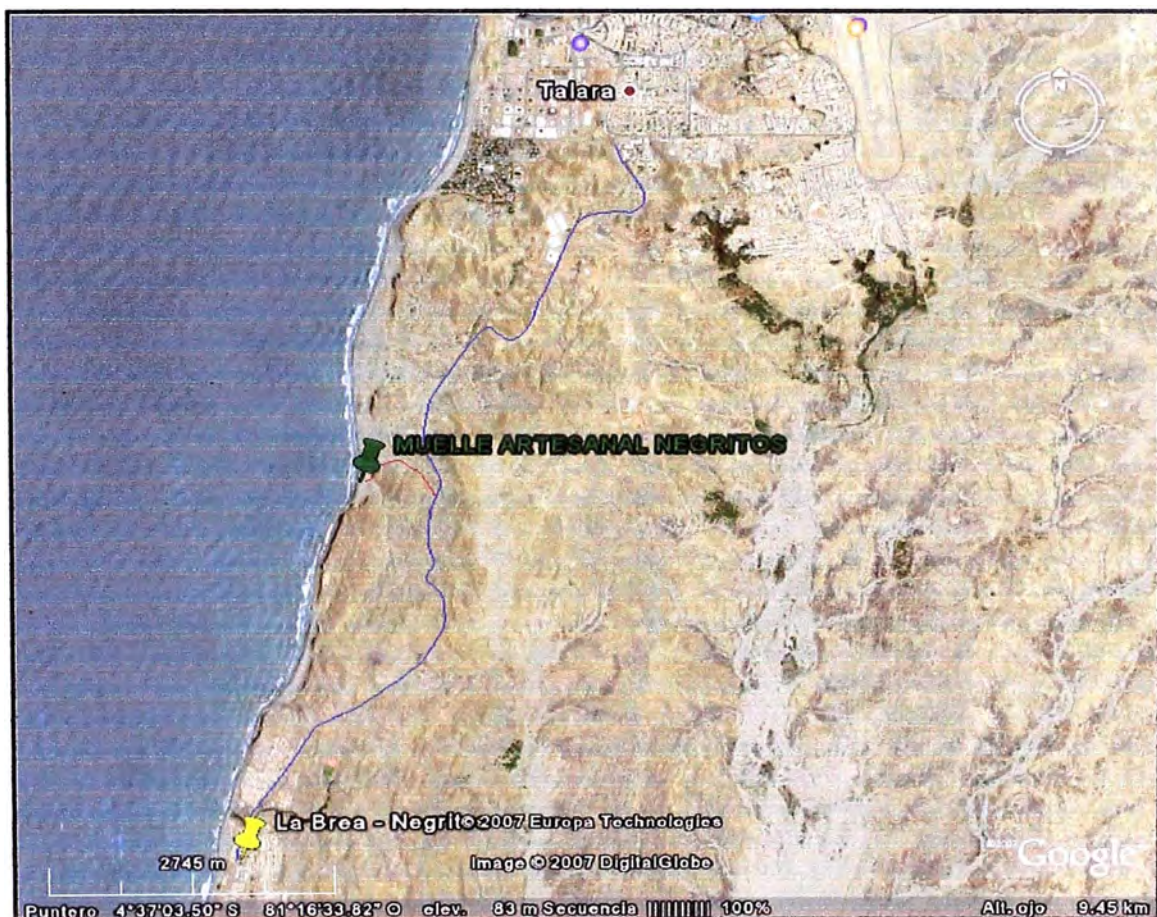 N
Talara
MUELLE ARTESANAL NEGRITOS
La Brea - Negritos
© 2007 Europa Technologies
2745 m
Image © 2007 DigitalGlobe
Google
Puntero 4°37'03.50" S 81°16'33.82" O elev. 83 m Secuencia |||||||||| 100% Alt. ojo 9.45 km